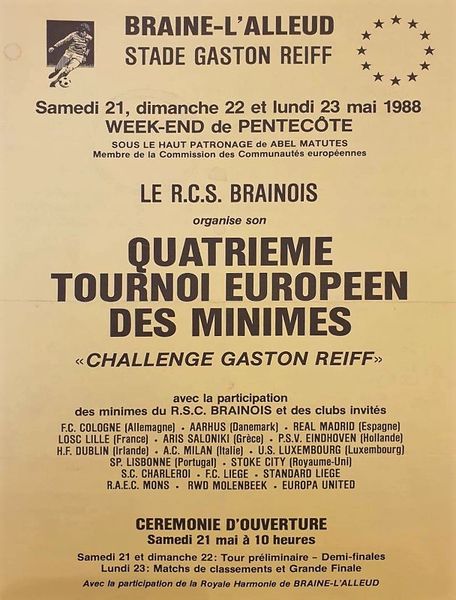 BRAINE-L'ALLEUD
STADE GASTON REIFF
Samedi 21, dimanche 22 et lundi 23 mai 1988
WEEK-END de PENTECÔTE
SOUS LE HAUT PATRONAGE de ABEL MATUTES
Membre de la Commission des Communautés européennes
LE R.C.S. BRAINOIS
organise son
QUATRIEME
TOURNOI EUROPEEN
DES MINIMES
«CHALLENGE GASTON REIFF»
avec la participation
des minimes du R.S.C. BRAINOIS et des clubs invités
F.C. COLOGNE (Allemagne) • AARHUS (Danemark) • REAL MADRID (Espagne)
LOSC LILLE (France) • ARIS SALONIKI (Grèce) • P.S.V. EINDHOVEN (Hollande)
H.F. DUBLIN (Irlande) • A.C. MILAN (Italie) • U.S. LUXEMBOURG (Luxembourg)
SP. LISBONNE (Portugal) • STOKE CITY (Royaume-Uni)
S.C. CHARLEROI • F.C. LIEGE • STANDARD LIEGE
R.A.E.C. MONS • RWD MOLENBEEK • EUROPA UNITED
CEREMONIE D'OUVERTURE
Samedi 21 mai à 10 heures
Samedi 21 et dimanche 22: Tour préliminaire – Demi-finales
Lundi 23: Matchs de classements et Grande Finale
Avec la participation de la Royale Harmonie de BRAINE-L'ALLEUD